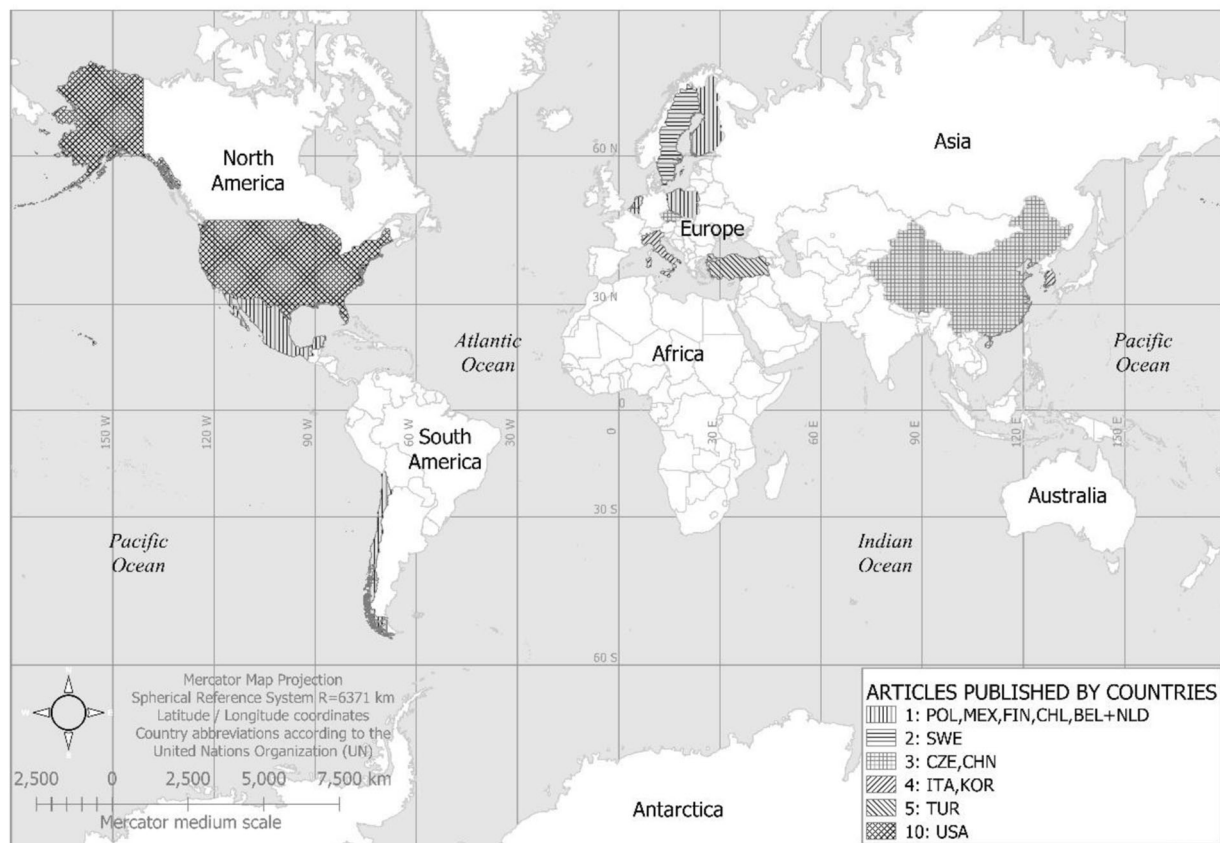 North
America
Asia
60 N
Europe
30 N
Atlantic
Ocean
Africa
Pacific
Ocean
0
150 W
120 W
90 W
60 W
30 W
0
30 E
60 E
90 E
120 E
150 E
South
America
Australia
30 S
Pacific
Ocean
Indian
Ocean
60 S
Mercator Map Projection
Spherical Reference System R=6371 km
Latitude / Longitude coordinates
Country abbreviations according to the
United Nations Organization (UN)
2,500 0 2,500 5,000 7,500 km
Mercator medium scale
Antarctica
ARTICLES PUBLISHED BY COUNTRIES
1: POL,MEX,FIN,CHL,BEL+NLD
2: SWE
3: CZE,CHN
4: ITA,KOR
5: TUR
10: USA